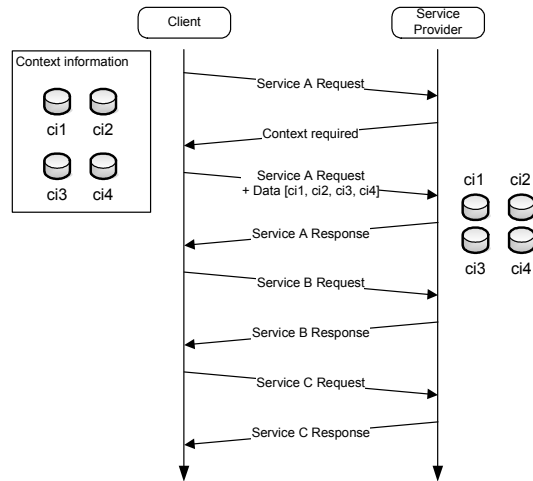 Client
Service
Provider
Context information
ci1 ci2
ci3 ci4
Service A Request
Context required
Service A Request
+ Data [ci1, ci2, ci3, ci4]
ci1 ci2
ci3 ci4
Service A Response
Service B Request
Service B Response
Service C Request
Service C Response